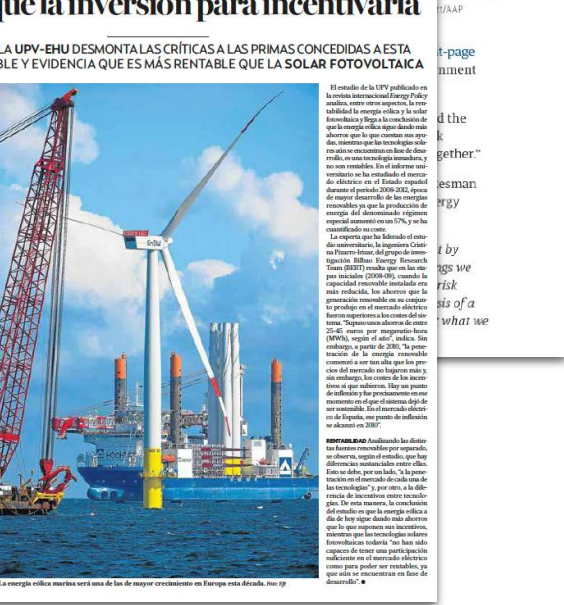 que la inversión para incentivarla
LA UPV-EHU DESMONTA LAS CRÍTICAS A LAS PRIMAS CONCEDIDAS A ESTA
BLE Y EVIDENCIA QUE ES MÁS RENTABLE QUE LA SOLAR FOTOVOLTAICA
El estudio de la UPV publicado en
la revista internacional Energy Policy
analiza, entre otros aspectos, la ren-
tabilidad la energía eólica y la solar
fotovoltaica y llega a la conclusión de
que la energía eólica sigue dando más
ahorros que lo que cuestan sus ayu-
das, mientras que las tecnologías sola-
res aún se encuentran en fase de desa-
rrollo, es una tecnología inmadura, y
no son rentables. En el informe uni-
versitario se ha estudiado el merca-
do eléctrico en el Estado español
durante el periodo 2008-2012, época
de mayor desarrollo de las energías
renovables ya que la producción de
energía del denominado régimen
especial aumentó en un 57%, y se ha
cuantificado su coste.
La experta que ha liderado el estu-
dio universitario, la ingeniera Cristi-
na Pizarro-Irizar, del grupo de inves-
tigación Bilbao Energy Research
Team (BERT) resalta que en las eta-
pas iniciales (2008-09), cuando la
capacidad renovable instalada era
más reducida, los ahorros que la
generación renovable en su conjun-
to produjo en el mercado eléctrico
fueron superiores a los costes del sis-
tema. "Supuso unos ahorros de entre
25-45 euros por megavatio-hora
(MWh), según el año", indica. Sin
embargo, a partir de 2010, "la pene-
tración de la energía renovable
comenzó a ser tan alta que los pre-
cios del mercado no bajaron más y,
sin embargo, los costes de los incen-
tivos sí que subieron. Hay un punto
de inflexión y fue precisamente en ese
momento en el que el sistema dejó de
ser sostenible. En el mercado eléctri-
co de España, ese punto de inflexión
se alcanzó en 2010".
RENTABILIDAD Analizando las distin-
tas fuentes renovables por separado,
se observa, según el estudio, que hay
diferencias sustanciales entre ellas.
Esto se debe, por un lado, "a la pene-
tración en el mercado de cada una de
las tecnologías" y, por otro, a la dife-
rencia de incentivos entre tecnolo-
gías. De esta manera, la conclusión
del estudio es que la energía eólica a
día de hoy sigue dando más ahorros
que lo que suponen sus incentivos,
mientras que las tecnologías solares
fotovoltaicas todavía "no han sido
capaces de tener una participación
suficiente en el mercado eléctrico
como para poder ser rentables, ya
que aún se encuentran en fase de
desarrollo".
La energía eólica marina será una de las de mayor crecimiento en Europa esta década. Foto: Efe
/AAP
t-page
nment
d the
k
gether."
esman
ergy
t by
ngs we
risk
sis of a
what we